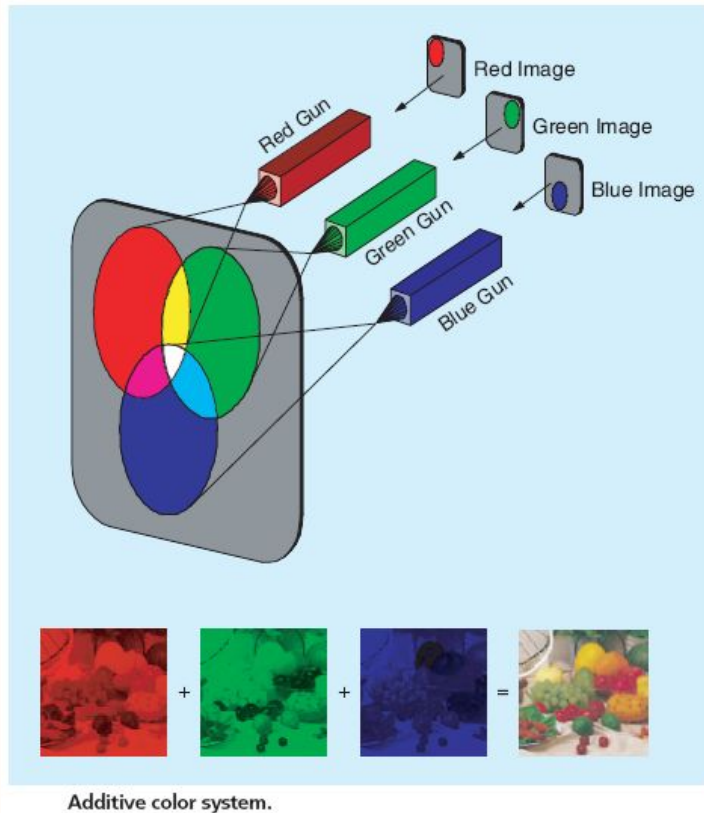 Red Image
Green Image
Blue Image
Red Gun
Green Gun
Blue Gun
+ + =
Additive color system.